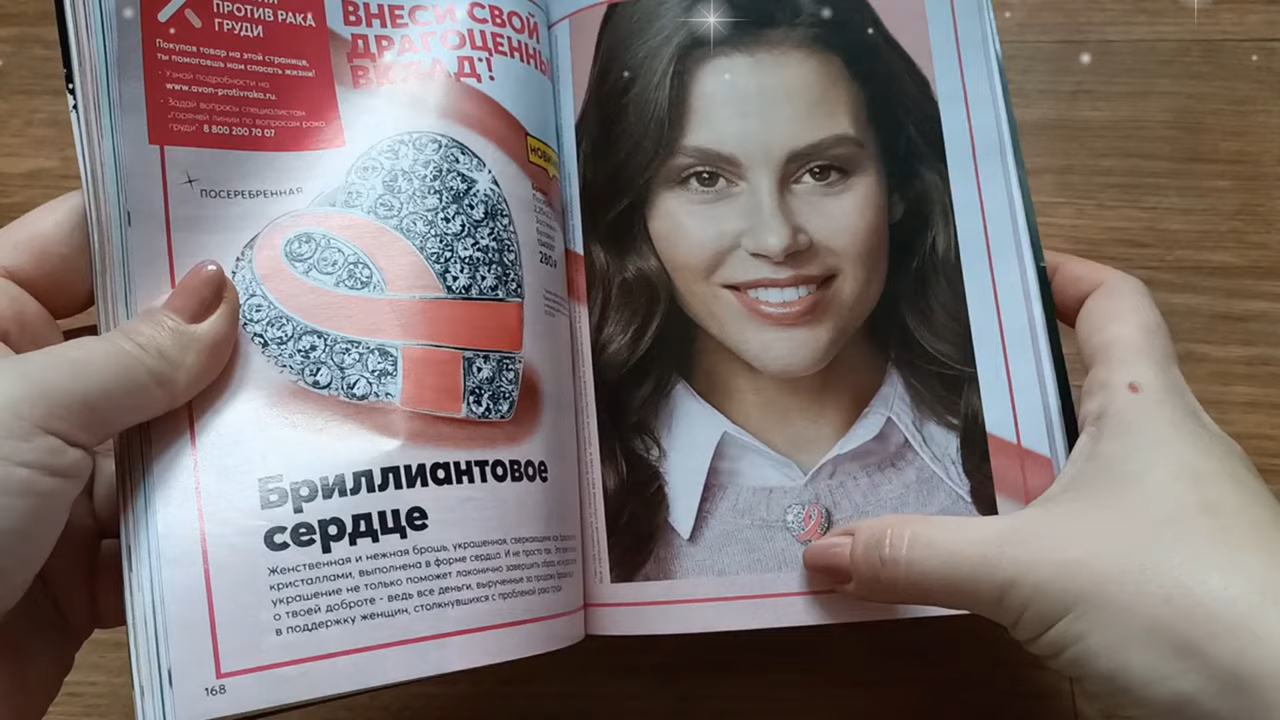 ПРОТИВ РАКА
ГРУДИ
Покупая товар на этой странице,
ты помогаешь нам спасать жизни!
· Узнай подробности на
www.avon-protivraka.ru.
· Задай вопросы специалистам
„горячей линии по вопросам рака
груди" 8 800 200 70 07
ВНЕСИ СВОЙ
ДРАГОЦЕННЫ
ВКЛАД*!
ПОСЕРЕБРЕННАЯ
280
Бриллиантовое
сердце
Женственная и нежная брошь, украшенная, сверкающими как
кристаллами, выполнена в форме сердца. И не просто так.
украшение не только поможет лаконично завершить образ,
о твоей доброте - ведь все деньги, вырученные за продажу
в поддержку женщин, столкнувшихся с проблемой рака груди
168